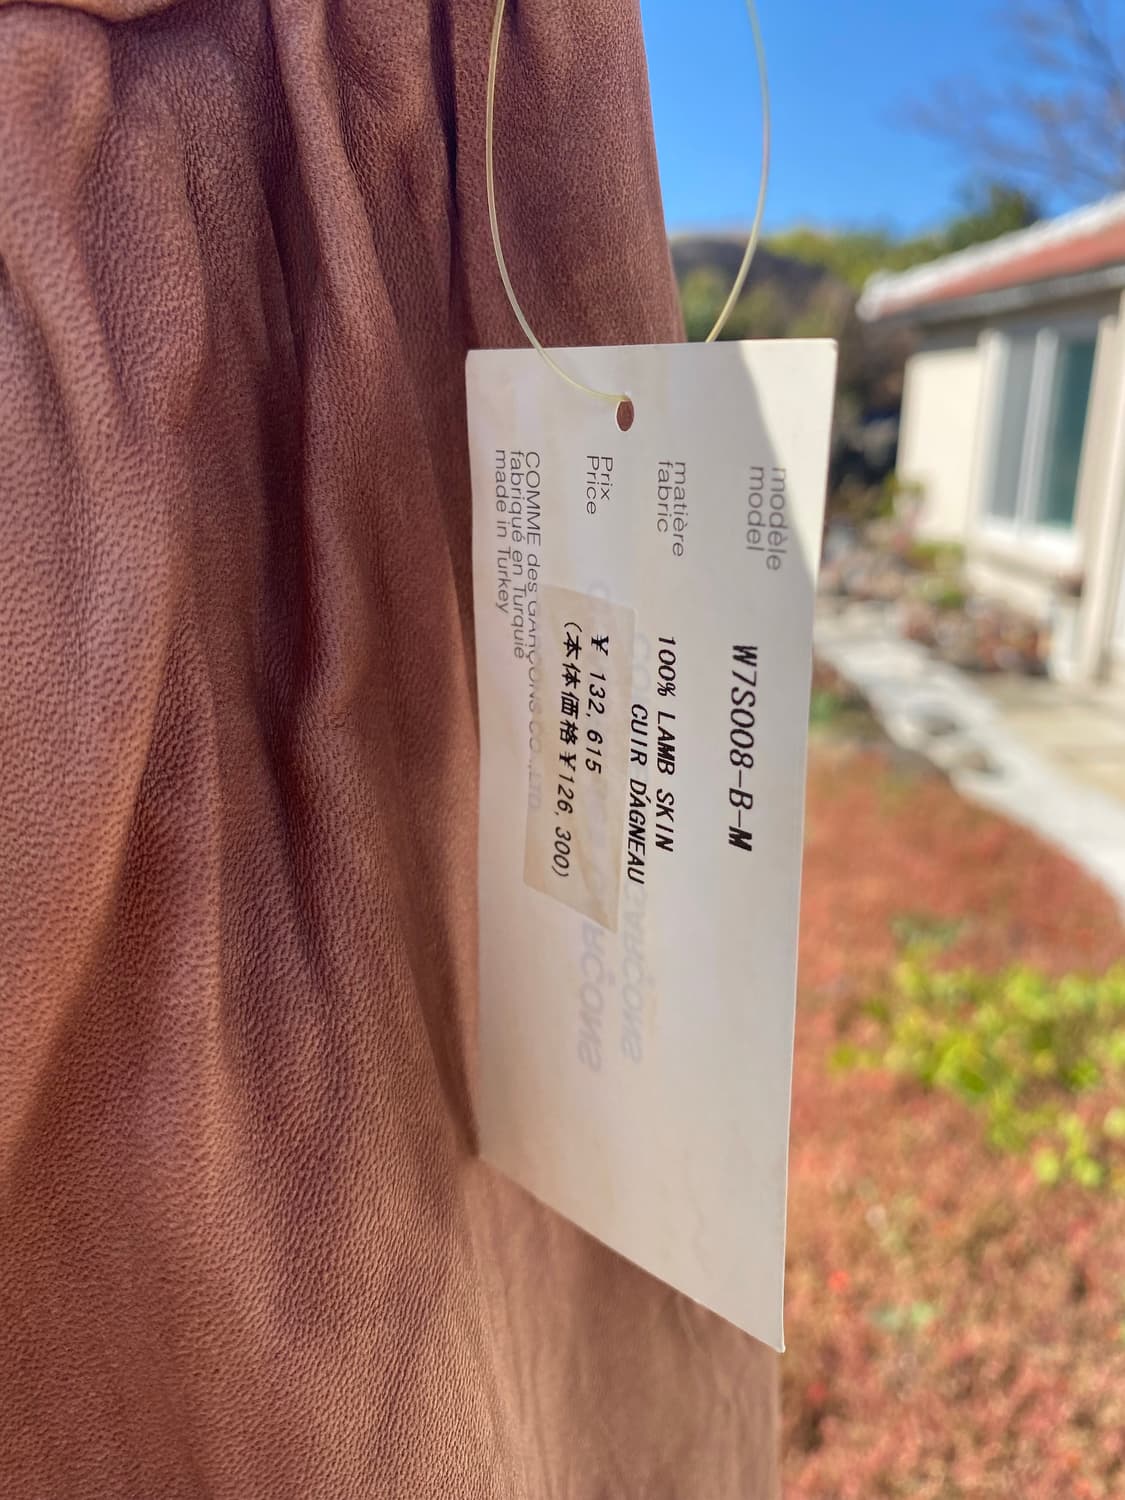 modèle
model
W7S008-B-M
matière
fabric
100% LAMB SKIN
CUIR D'AGNEAU
Prix
Price
¥ 132,615
(本体価格¥126,300)
COMME des GARÇONS CO.,LTD
fabriqué en Turquie
made in Turkey